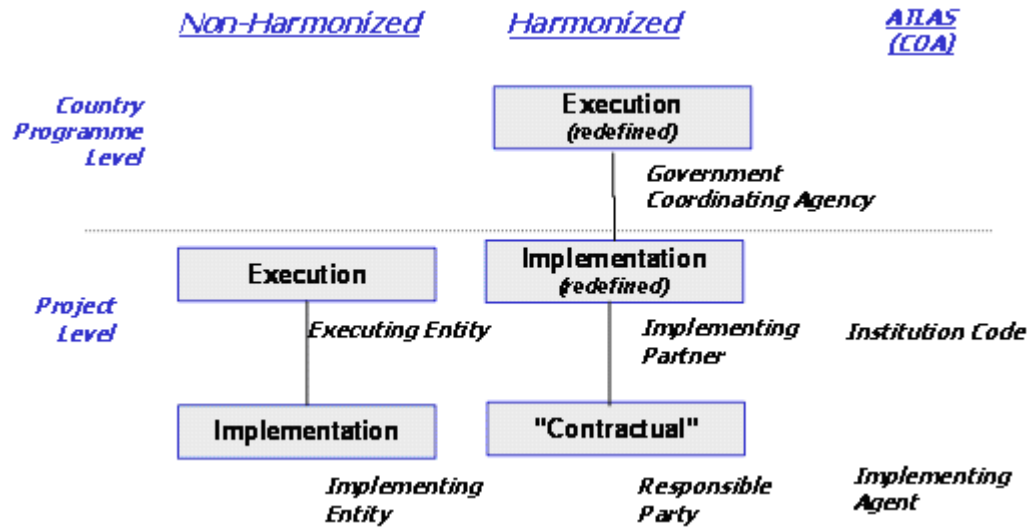 Non-Harmonized
Harmonized
ATLAS
(COA)
Country
Programme
Level
Execution
(redefined)
Government
Coordinating Agency
Project
Level
Execution
Executing Entity
Implementation
(redefined)
Implementing
Partner
Institution Code
Implementation
Implementing
Entity
"Contractual"
Responsible
Party
Implementing
Agent